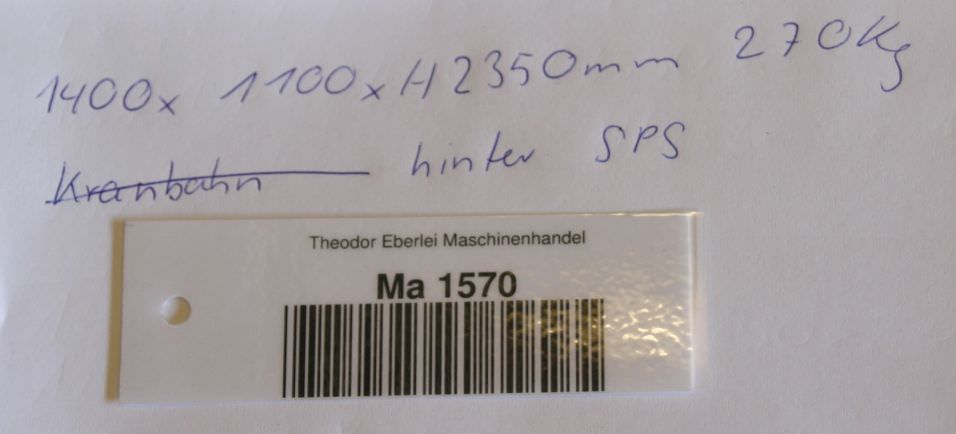 1400x 1100x H2350mm 270Kg
Kranbahn hinter SPS
Theodor Eberlei Maschinenhandel
Ma 1570